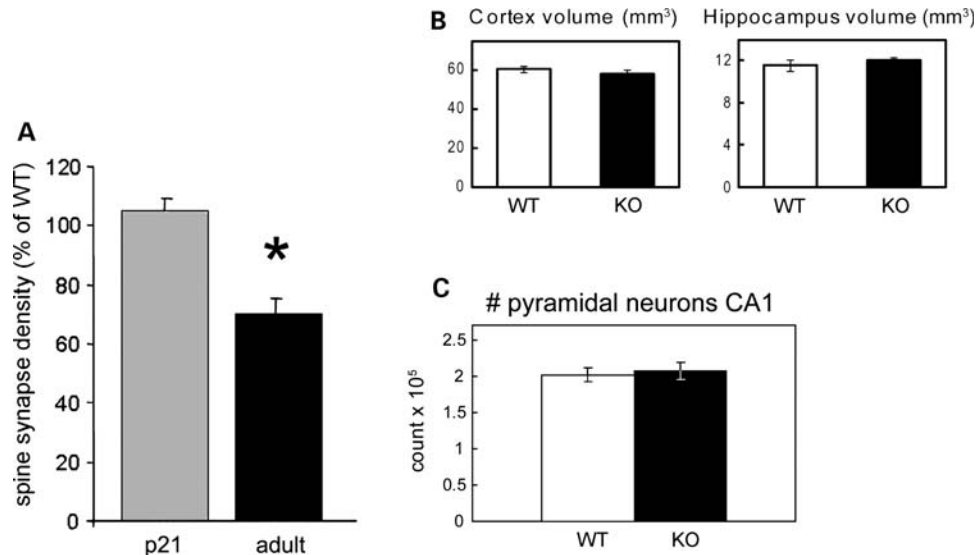 A
spine synapse density (% of WT)
120
100
80
60
40
20
0
p21
adult
*
B
Cortex volume (mm³)
60
40
20
0
WT
KO
Hippocampus volume (mm³)
12
8
4
0
WT
KO
C
# pyramidal neurons CA1
count x 10⁵
2.5
2
1.5
1
0.5
0
WT
KO